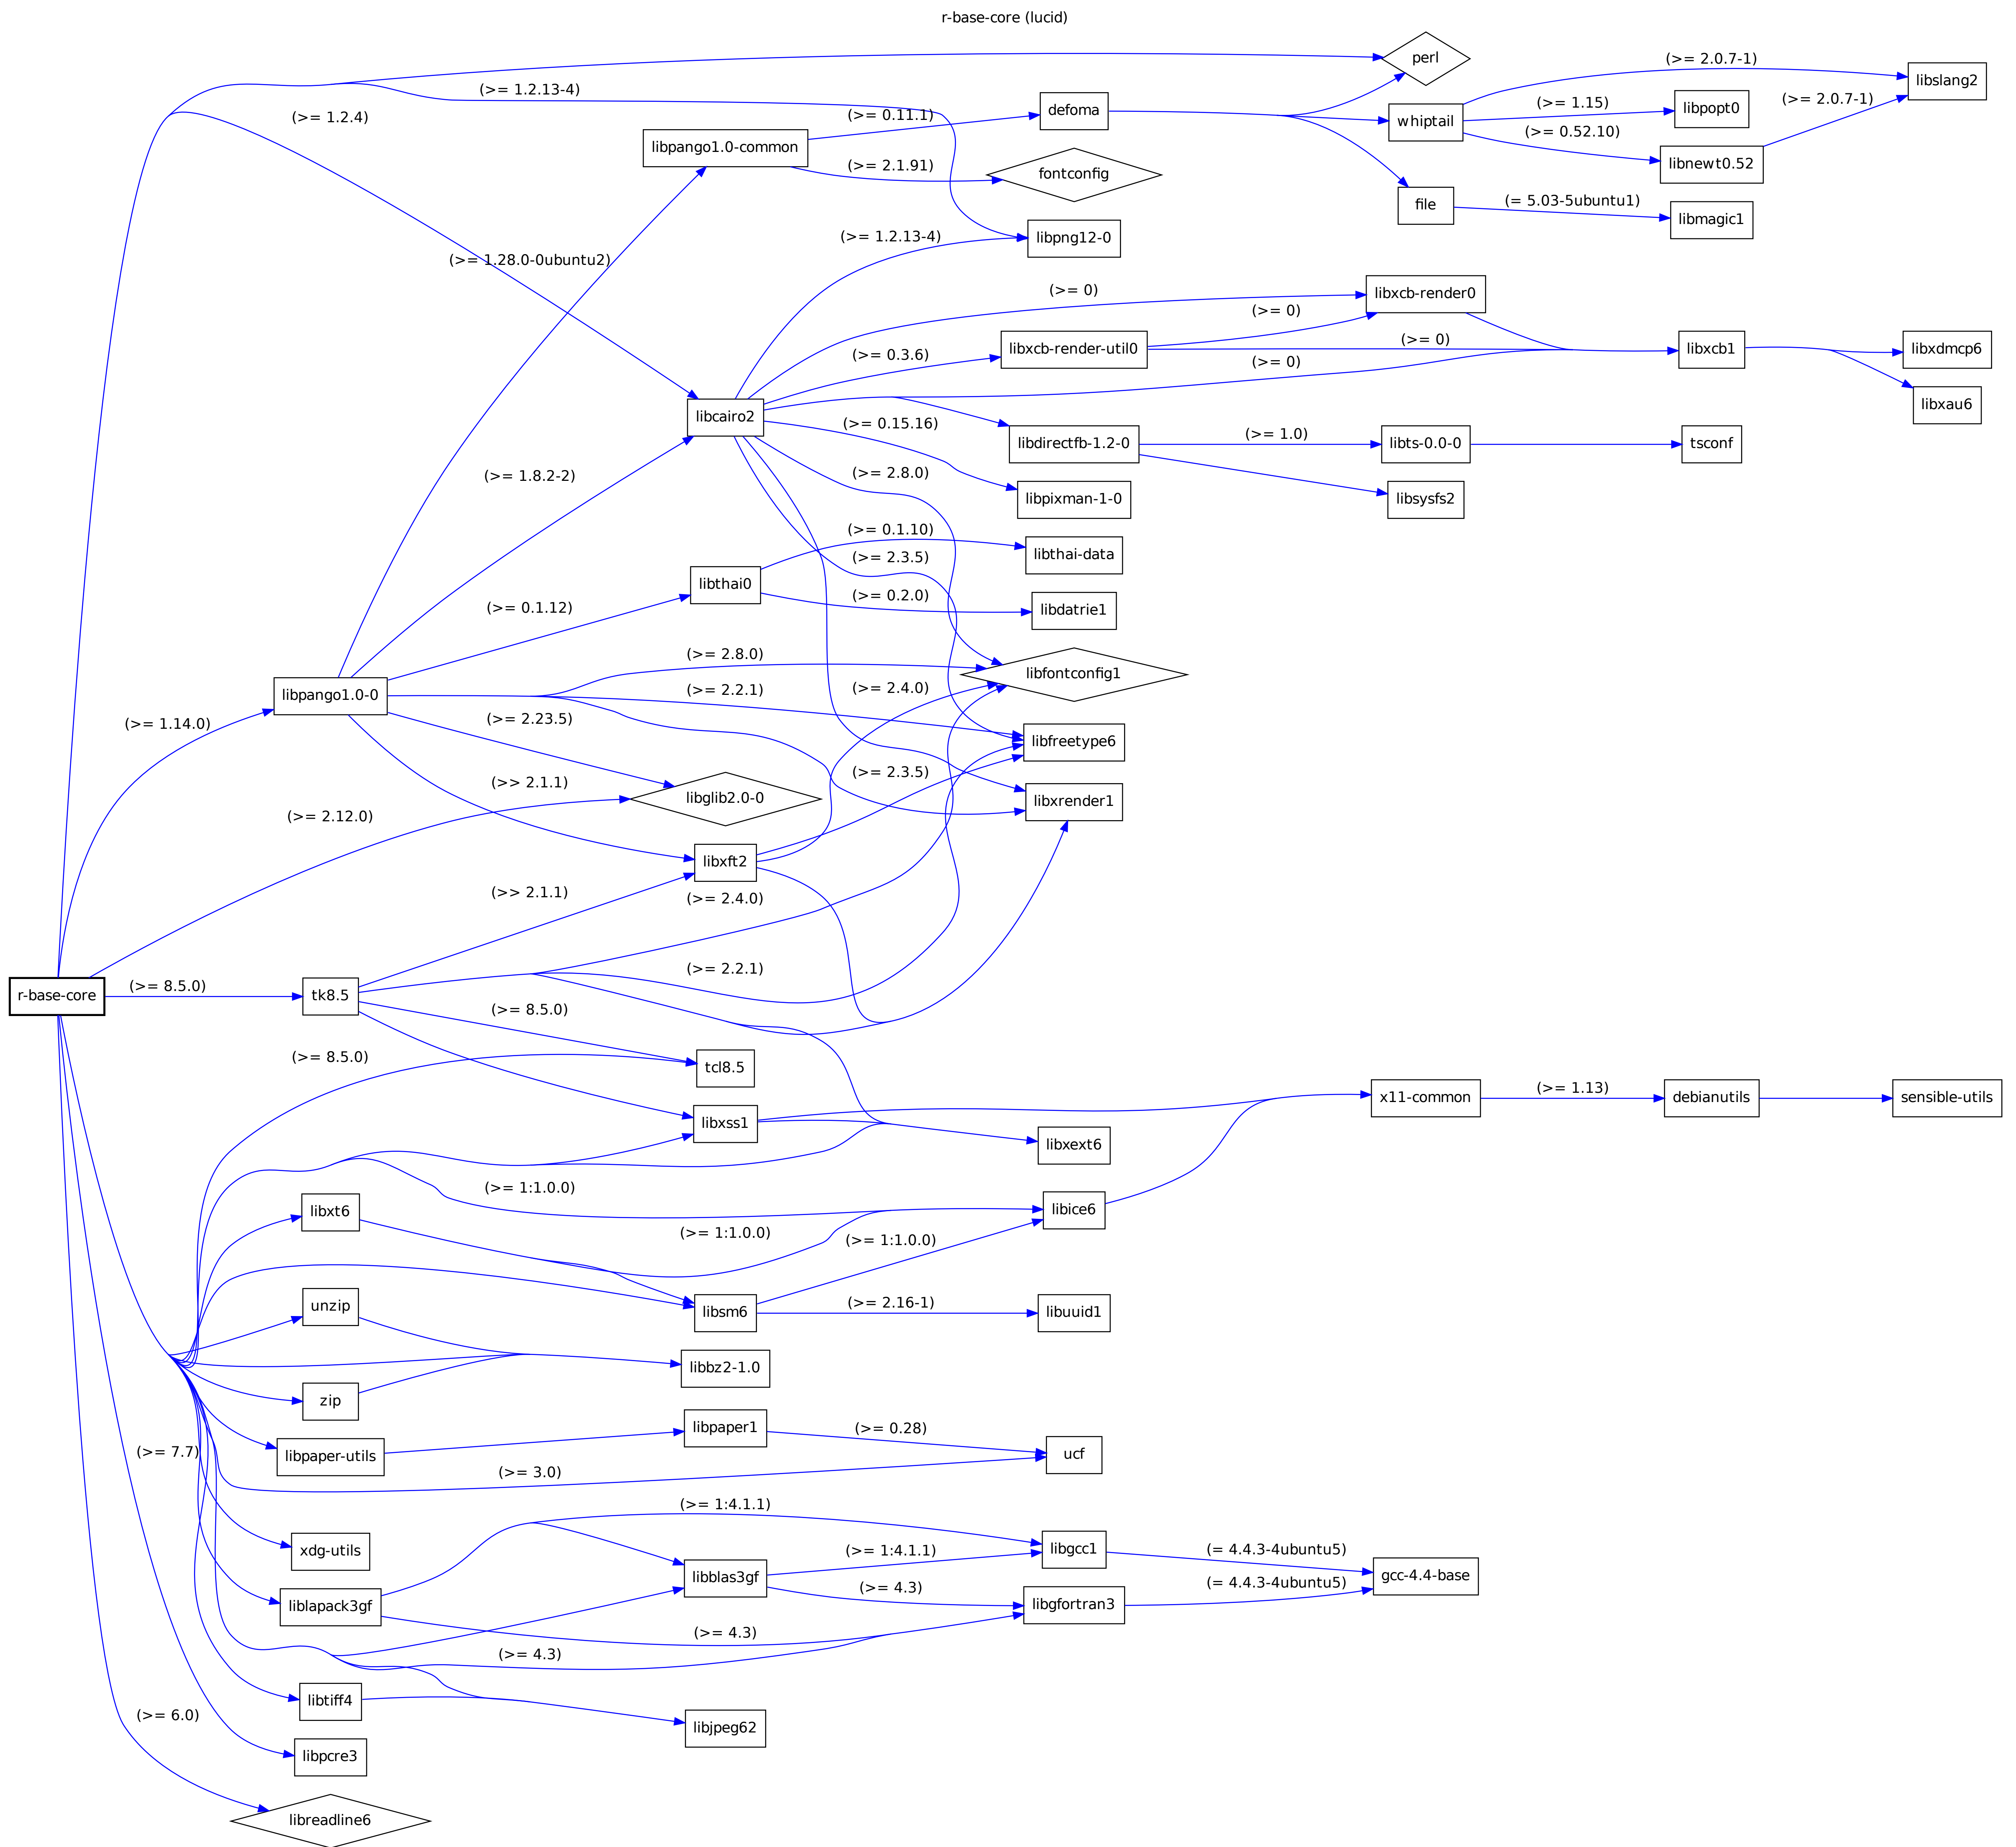 r-base-core (lucid)
perl
(>= 2.0.7-1)
libslang2
(>= 1.2.13-4)
(>= 1.15)
(>= 2.0.7-1)
libpopt0
(>= 1.2.4)
(>= 0.11.1)
defoma
whiptail
(>= 0.52.10)
libpango1.0-common
(>= 2.1.91)
fontconfig
libnewt0.52
file
(= 5.03-5ubuntu1)
libmagic1
(>= 1.2.13-4)
libpng12-0
(>= 1.28.0-0ubuntu2)
(>= 0)
libxcb-render0
(>= 0)
(>= 0.3.6)
libxcb-render-util0
(>= 0)
libxcb1
libxdmcp6
(>= 0)
libxau6
libcairo2
(>= 0.15.16)
libdirectfb-1.2-0
(>= 1.0)
libts-0.0-0
tsconf
(>= 1.8.2-2)
(>= 2.8.0)
libpixman-1-0
libsysfs2
(>= 0.1.10)
libthai-data
(>= 2.3.5)
libthai0
(>= 0.1.12)
(>= 0.2.0)
libdatrie1
(>= 2.8.0)
libfontconfig1
libpango1.0-0
(>= 2.2.1)
(>= 2.4.0)
(>= 1.14.0)
(>= 2.23.5)
libfreetype6
(>> 2.1.1)
(>= 2.3.5)
libglib2.0-0
libxrender1
(>= 2.12.0)
libxft2
(>> 2.1.1)
(>= 2.4.0)
(>= 2.2.1)
r-base-core
(>= 8.5.0)
tk8.5
(>= 8.5.0)
(>= 8.5.0)
tcl8.5
libxss1
x11-common
(>= 1.13)
debianutils
sensible-utils
libxext6
(>= 1:1.0.0)
libxt6
(>= 1:1.0.0)
(>= 1:1.0.0)
libice6
unzip
libsm6
(>= 2.16-1)
libuuid1
libbz2-1.0
zip
libpaper1
(>= 0.28)
(>= 7.7)
libpaper-utils
ucf
(>= 3.0)
(>= 1:4.1.1)
xdg-utils
libgcc1
(= 4.4.3-4ubuntu5)
(>= 1:4.1.1)
libblas3gf
gcc-4.4-base
(>= 4.3)
(= 4.4.3-4ubuntu5)
liblapack3gf
libgfortran3
(>= 4.3)
(>= 4.3)
libtiff4
(>= 6.0)
libjpeg62
libpcre3
libreadline6